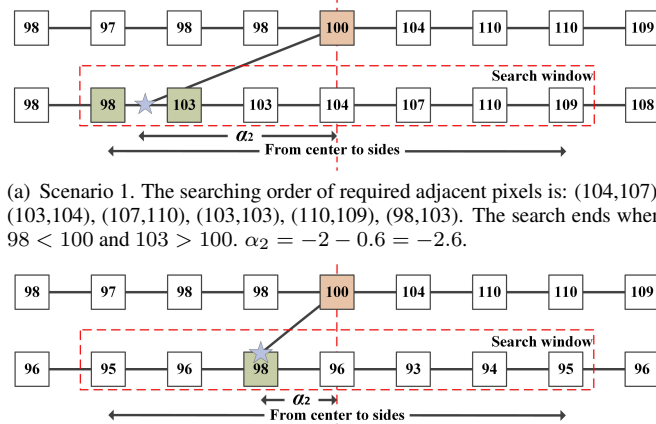 98 97 98 98 100 104 110 110 109
Search window
98 98 103 103 104 107 110 109 108
α2
From center to sides
(a) Scenario 1. The searching order of required adjacent pixels is: (104,107)
(103,104), (107,110), (103,103), (110,109), (98,103). The search ends when
98 < 100 and 103 > 100. α2 = −2 − 0.6 = −2.6.
98 97 98 98 100 104 110 110 109
Search window
96 95 96 98 96 93 94 95 96
α2
From center to sides